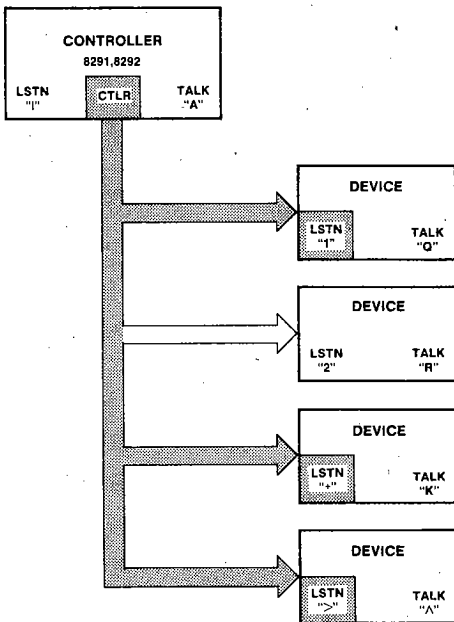 CONTROLLER
8291,8292
LSTN
"!"
CTLR
TALK
"A"
DEVICE
LSTN
"1"
TALK
"Q"
DEVICE
LSTN
"2"
TALK
"R"
DEVICE
LSTN
"+"
TALK
"K"
DEVICE
LSTN
">"
TALK
"^"